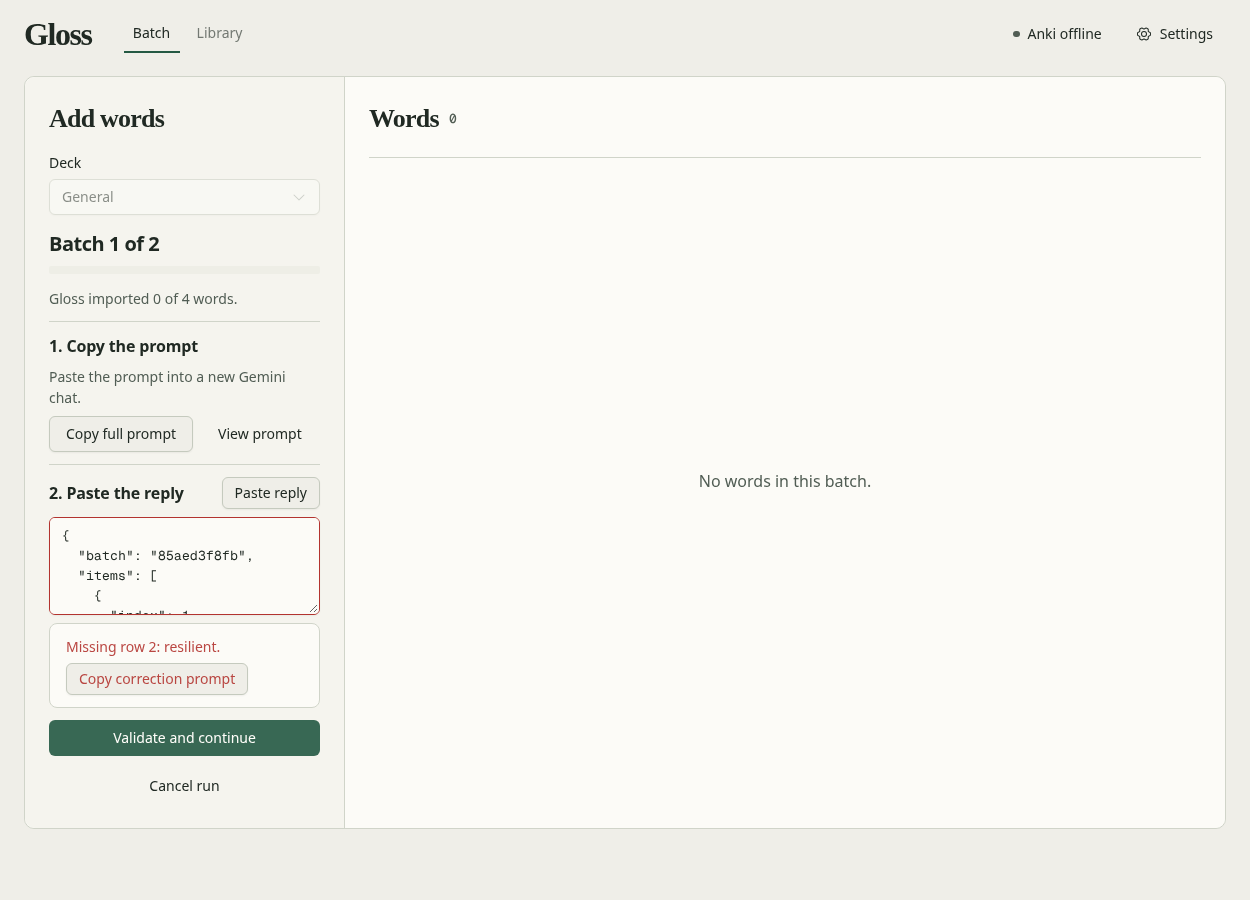 Gloss
Batch
Library
Anki offline
Settings
Add words
Deck
General
Batch 1 of 2
Gloss imported 0 of 4 words.
1. Copy the prompt
Paste the prompt into a new Gemini
chat.
Copy full prompt
View prompt
2. Paste the reply
Paste reply
{
"batch": "85aed3f8fb",
"items": [
{
"index": 1
Missing row 2: resilient.
Copy correction prompt
Validate and continue
Cancel run
Words 0
No words in this batch.